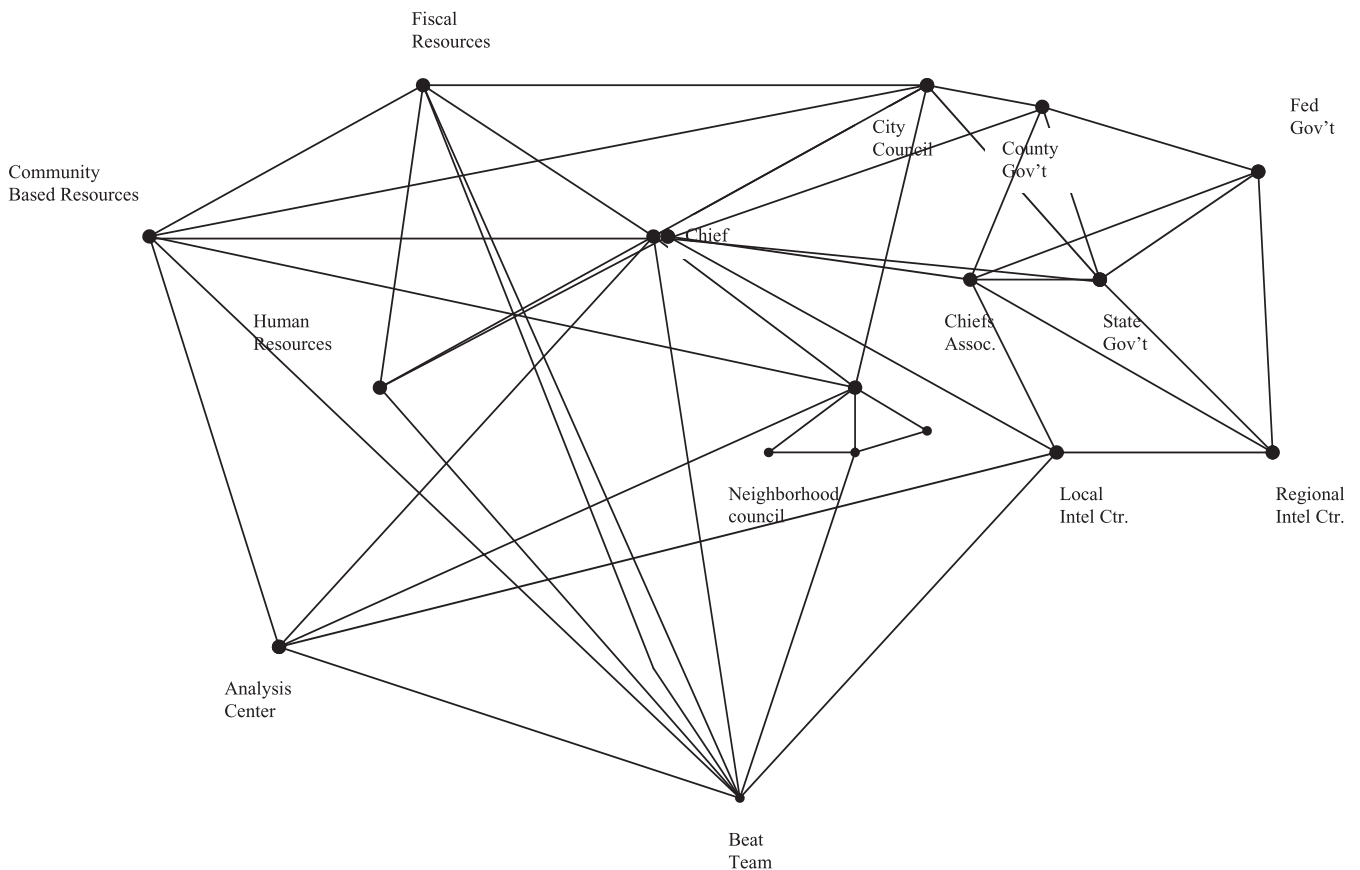 Fiscal
Resources
City
Council
County
Gov’t
Fed
Gov’t
Community
Based Resources
Chief
Human
Resources
Chiefs
Assoc.
State
Gov’t
Neighborhood
council
Local
Intel Ctr.
Regional
Intel Ctr.
Analysis
Center
Beat
Team